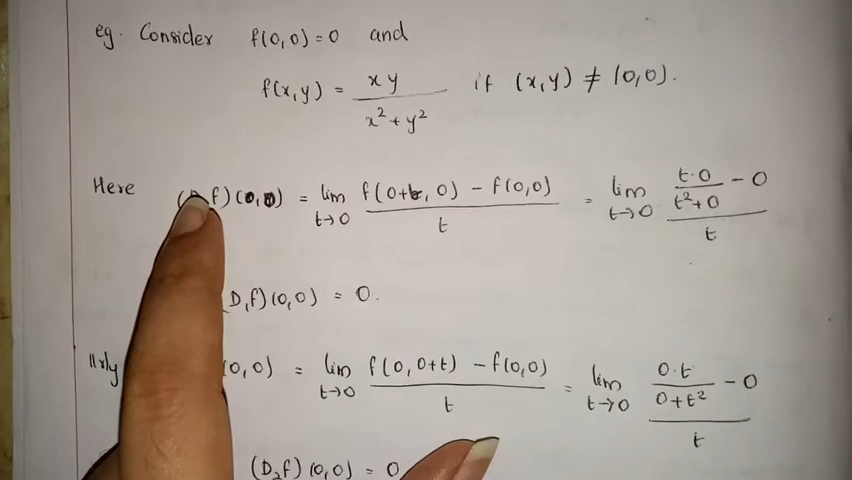 eg. Consider f(0,0) = 0 and
f(x,y) = xy / x² + y² if (x,y) ≠ (0,0).
Here f)(0,0) = lim t→0 f(0+t, 0) − f(0,0) / t = lim t→0 t·0 / t²+0 − 0 / t
(D₁f)(0,0) = 0.
lllrly (0,0) = lim t→0 f(0, 0+t) − f(0,0) / t = lim t→0 0·t / 0+t² − 0 / t
(D₂f)(0,0) = 0